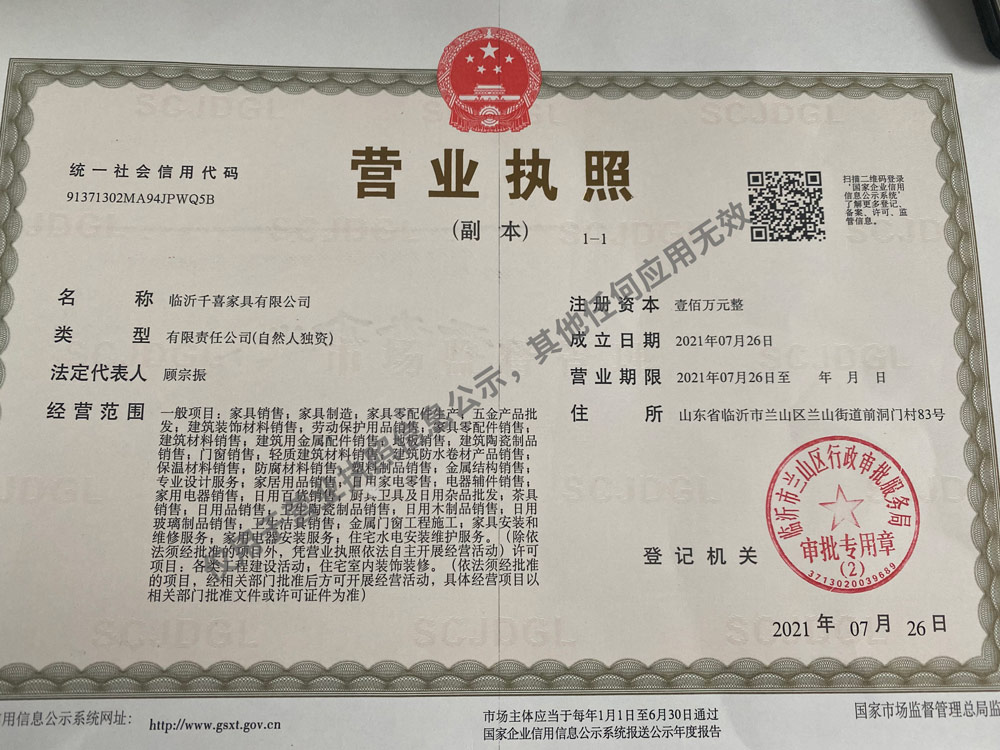 SCJDGL
统一社会信用代码
91371302MA94JPWQ5B
营业执照
(副 本)
1-1
扫描二维码登录
'国家企业信用
信息公示系统'
了解更多登记、
备案、许可、监
管信息。
名 称 临沂千喜家具有限公司
类 型 有限责任公司(自然人独资)
法定代表人 顾宗振
经营范围 一般项目：家具销售；家具制造；家具零配件生产；五金产品批
发；建筑装饰材料销售；劳动保护用品销售；家具零配件销售；
建筑材料销售；建筑用金属配件销售；地板销售；建筑陶瓷制品
销售；门窗销售；轻质建筑材料销售；建筑防水卷材产品销售；
保温材料销售；防腐材料销售；塑料制品销售；金属结构销售；
专业设计服务；家居用品销售；日用家电零售；电器辅件销售；
家用电器销售；日用百货销售；厨具卫具及日用杂品批发；茶具
销售；日用品销售；日用陶瓷制品销售；日用木制品销售；日用
玻璃制品销售；洁具销售；金属门窗工程施工；家具安装和
维修服务；家用电器安装服务；住宅水电安装维护服务。（除依
法须经批准的项目外，凭营业执照依法自主开展经营活动）许可
项目：各类工程建设活动；住宅室内装饰装修。（依法须经批准
的项目，经相关部门批准后方可开展经营活动，具体经营项目以
相关部门批准文件或许可证件为准）
注册资本 壹佰万元整
成立日期 2021年07月26日
营业期限 2021年07月26日至 年 月 日
住 所 山东省临沂市兰山区兰山街道前洞门村83号
登记机关
临沂市兰山区行政审批服务局
审批专用章
(2)
3713020039689
2021 年 07 月 26 日
公示，其他任何应用无效
用信息公示系统网址： http://www.gsxt.gov.cn
市场主体应当于每年1月1日至6月30日通过
国家企业信用信息公示系统报送公示年度报告
国家市场监督管理总局监